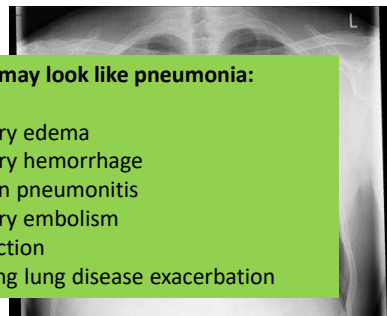 L
may look like pneumonia:
ry edema
ry hemorrhage
n pneumonitis
ry embolism
ction
ng lung disease exacerbation